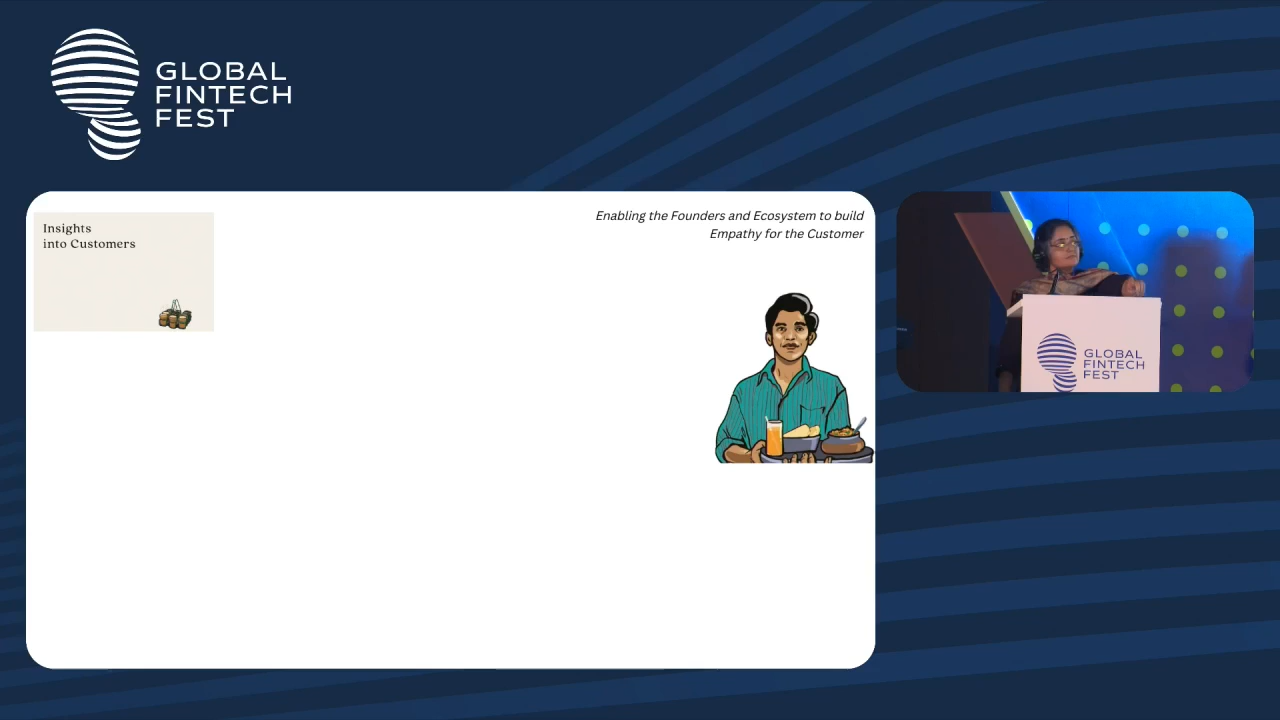 GLOBAL
FINTECH
FEST
Insights
into Customers
Enabling the Founders and Ecosystem to build
Empathy for the Customer
GLOBAL
FINTECH
FEST